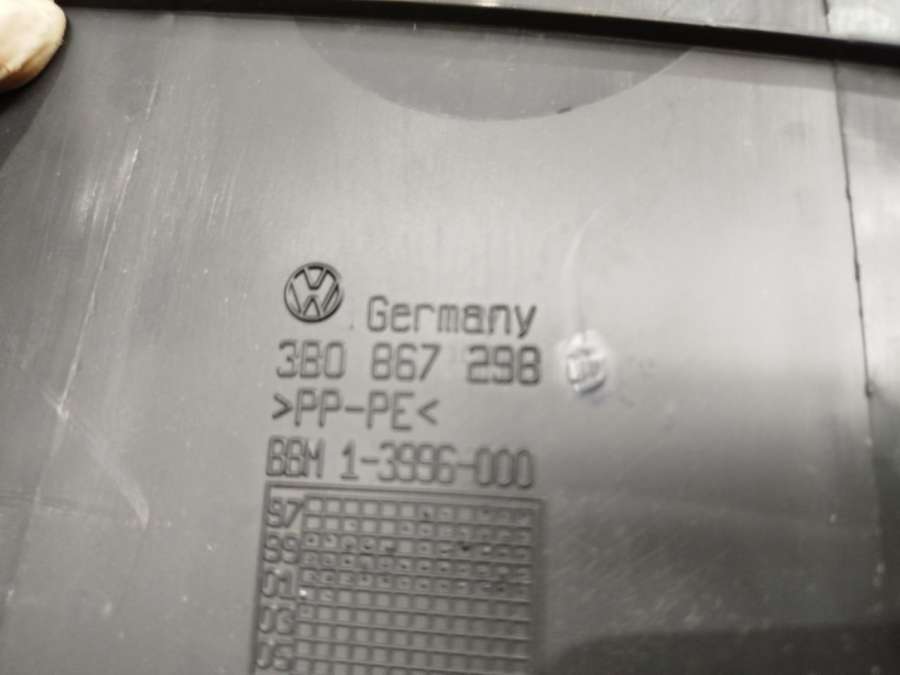 Germany
3B0 867 298
>PP-PE<
BBM 1-3996-000
97
99
01
03
05